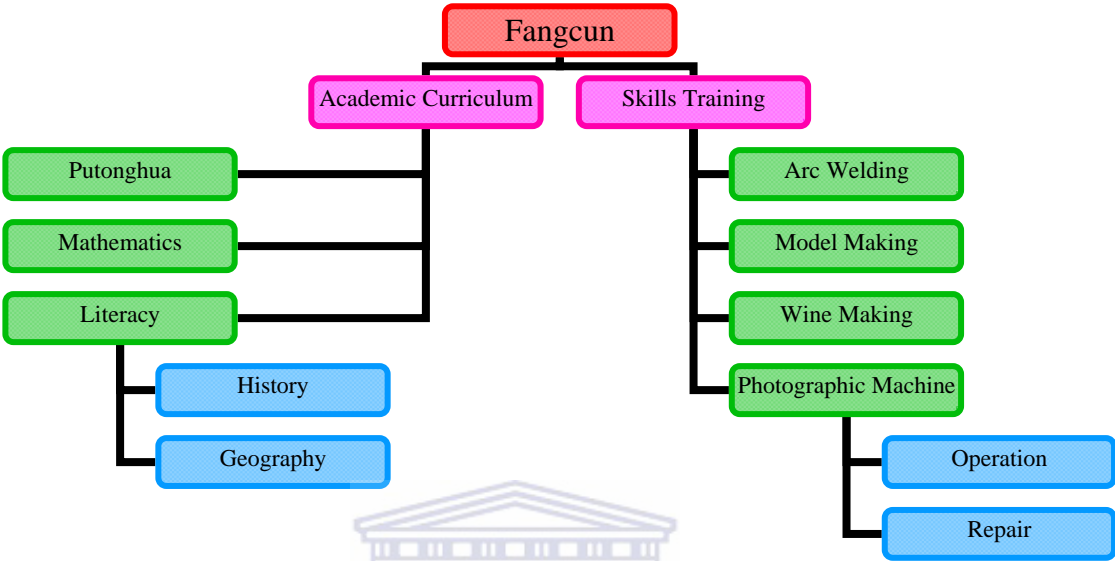 Fangcun
Academic Curriculum
Skills Training
Putonghua
Mathematics
Literacy
History
Geography
Arc Welding
Model Making
Wine Making
Photographic Machine
Operation
Repair